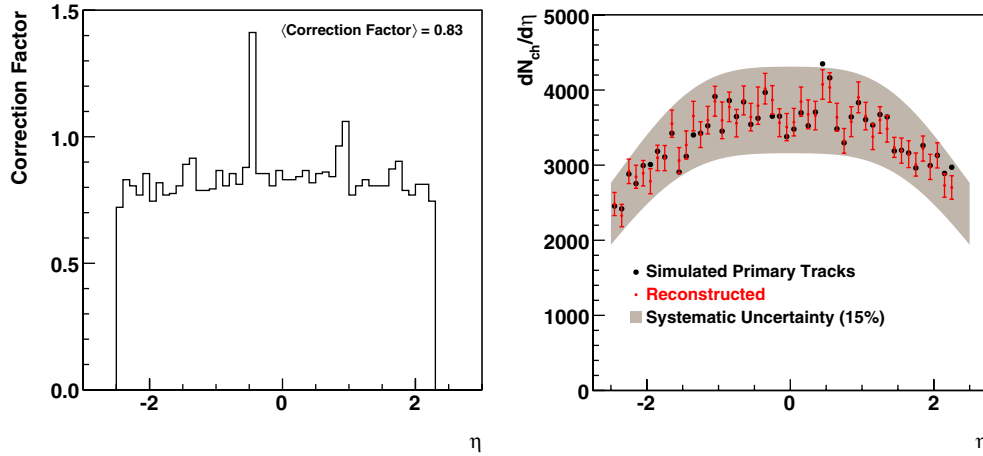 Correction Factor
1.5
1.0
0.5
0.0
⟨Correction Factor⟩ = 0.83
-2
0
2
η
dN_ch/dη
5000
4000
3000
2000
1000
0
Simulated Primary Tracks
Reconstructed
Systematic Uncertainty (15%)
-2
0
2